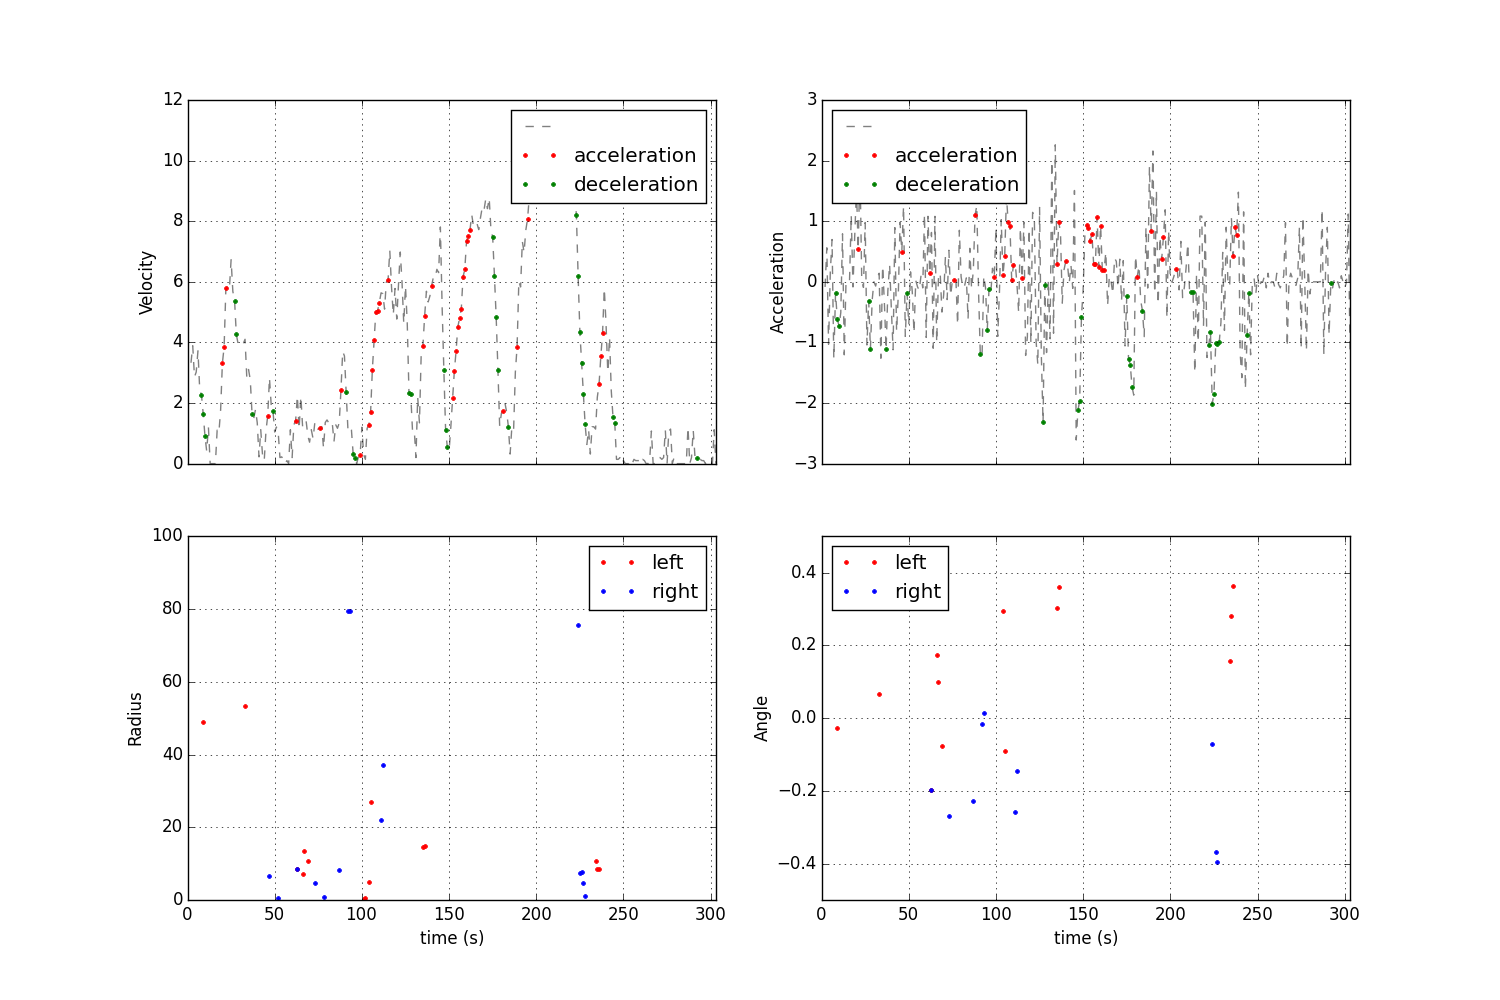 12
10
8
6
4
2
0
Velocity
acceleration
deceleration
3
2
1
0
−1
−2
−3
Acceleration
acceleration
deceleration
100
80
60
40
20
0
Radius
left
right
0 50 100 150 200 250 300
time (s)
0.4
0.2
0.0
−0.2
−0.4
Angle
left
right
0 50 100 150 200 250 300
time (s)